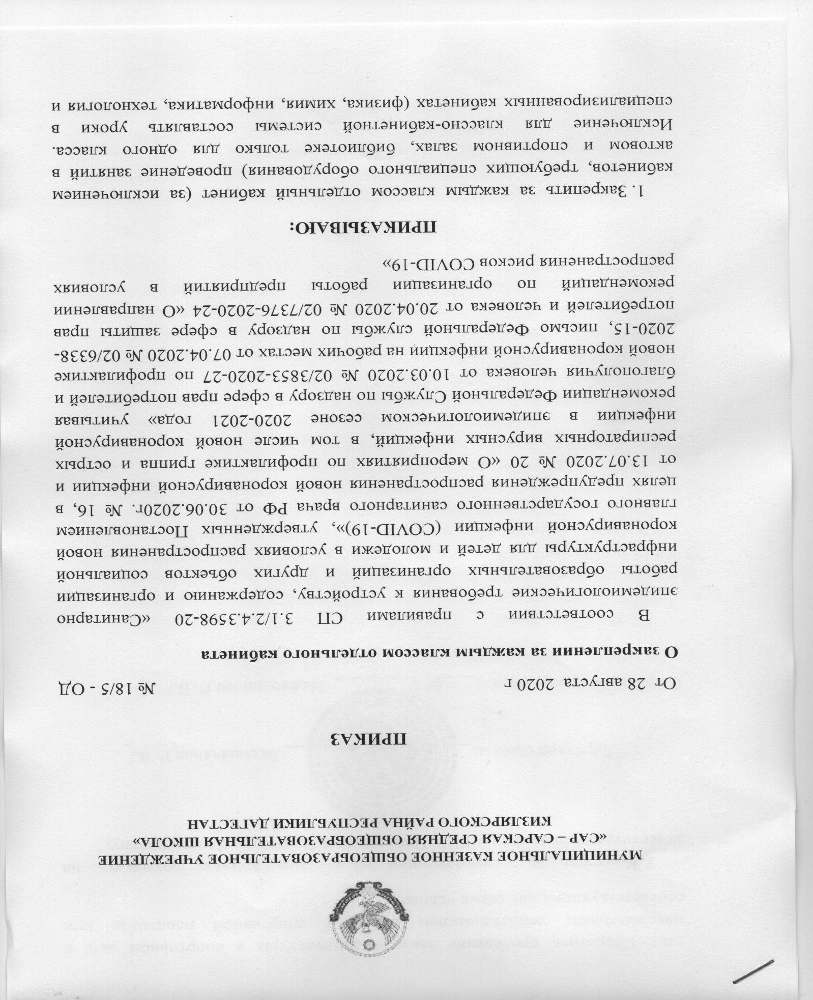 МУНИЦИПАЛЬНОЕ КАЗЕННОЕ ОБЩЕОБРАЗОВАТЕЛЬНОЕ УЧРЕЖДЕНИЕ
«САР – САРСКАЯ СРЕДНЯЯ ОБЩЕОБРАЗОВАТЕЛЬНАЯ ШКОЛА»
КИЗЛЯРСКОГО РАЙНА РЕСПУБЛИКИ ДАГЕСТАН
ПРИКАЗ
От 28 августа 2020 г № 18/5 - ОД
О закреплении за каждым классом отдельного кабинета
В соответствии с правилами СП 3.1/2.4.3598-20 «Санитарно
эпидемиологические требования к устройству, содержанию и организации
работы образовательных организаций и других объектов социальной
инфраструктуры для детей и молодежи в условиях распространения новой
коронавирусной инфекции (COVID-19)», утвержденных Постановлением
главного государственного санитарного врача РФ от 30.06.2020г. № 16, в
целях предупреждения распространения новой коронавирусной инфекции и
от 13.07.2020 № 20 «О мероприятиях по профилактике гриппа и острых
респираторных вирусных инфекций, в том числе новой коронавирусной
инфекции в эпидемиологическом сезоне 2020-2021 года» учитывая
рекомендации Федеральной Службы по надзору в сфере прав потребителей и
благополучия человека от 10.03.2020 № 02/3853-2020-27 по профилактике
новой коронавирусной инфекции на рабочих местах от 07.04.2020 № 02/6338-
2020-15, письмо Федеральной службы по надзору в сфере защиты прав
потребителей и человека от 20.04.2020 № 02/7376-2020-24 «О направлении
рекомендаций по организации работы предприятий в условиях
распространения рисков COVID-19»
ПРИКАЗЫВАЮ:
1. Закрепить за каждым классом отдельный кабинет (за исключением
кабинетов, требующих специального оборудования) проведение занятий в
актовом и спортивном залах, библиотеке только для одного класса.
Исключение для классно-кабинетной системы составлять уроки в
специализированных кабинетах (физика, химия, информатика, технология и